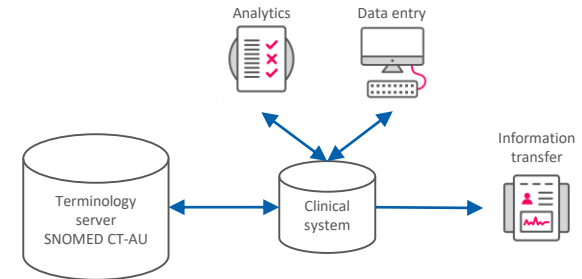 Analytics
Data entry
Information
transfer
Terminology
server
SNOMED CT-AU
Clinical
system